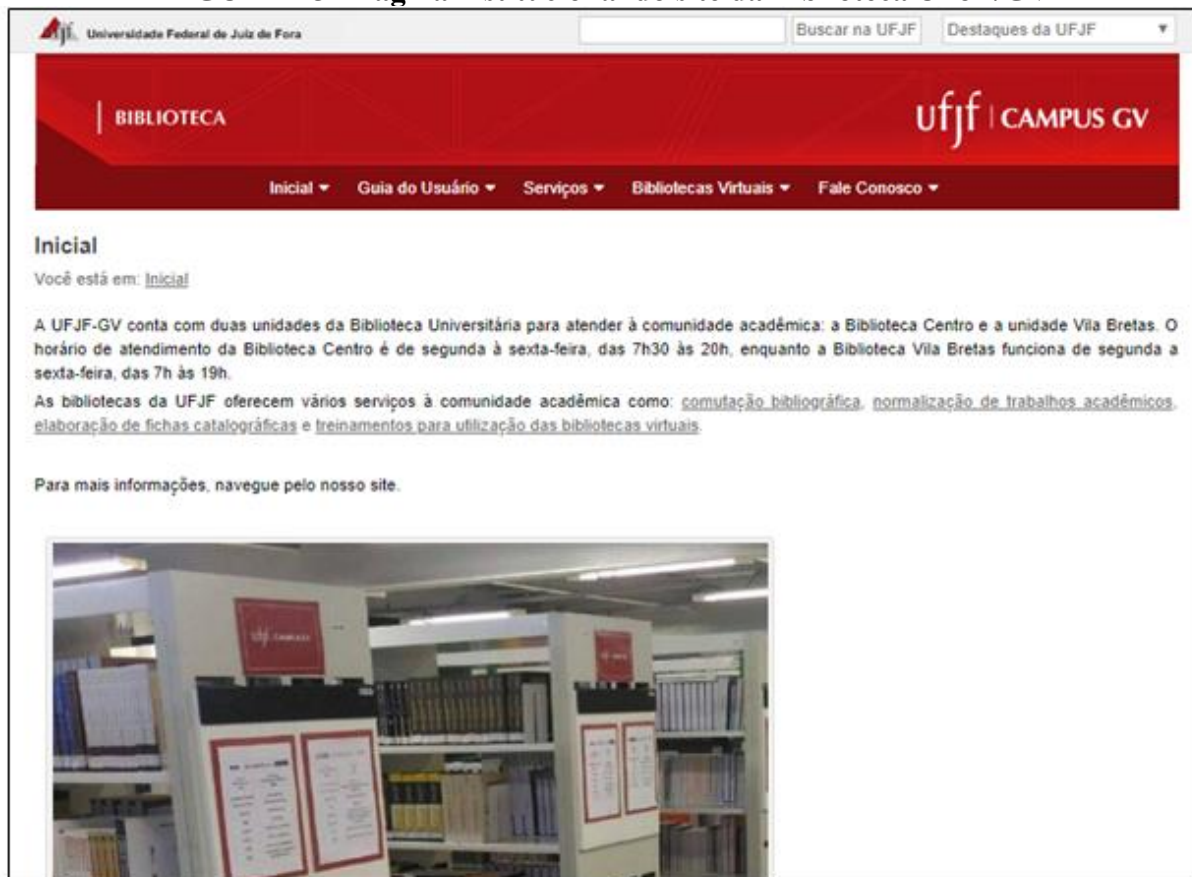 Universidade Federal de Juiz de Fora
Buscar na UFJF
Destaques da UFJF
BIBLIOTECA
ufjf | CAMPUS GV
Inicial
Guia do Usuário
Serviços
Bibliotecas Virtuais
Fale Conosco
Inicial
Você está em: Inicial
A UFJF-GV conta com duas unidades da Biblioteca Universitária para atender à comunidade acadêmica: a Biblioteca Centro e a unidade Vila Bretas. O
horário de atendimento da Biblioteca Centro é de segunda à sexta-feira, das 7h30 às 20h, enquanto a Biblioteca Vila Bretas funciona de segunda a
sexta-feira, das 7h às 19h.
As bibliotecas da UFJF oferecem vários serviços à comunidade acadêmica como: comutação bibliográfica, normalização de trabalhos acadêmicos,
elaboração de fichas catalográficas e treinamentos para utilização das bibliotecas virtuais.
Para mais informações, navegue pelo nosso site.
ufjf CAMPUS GV